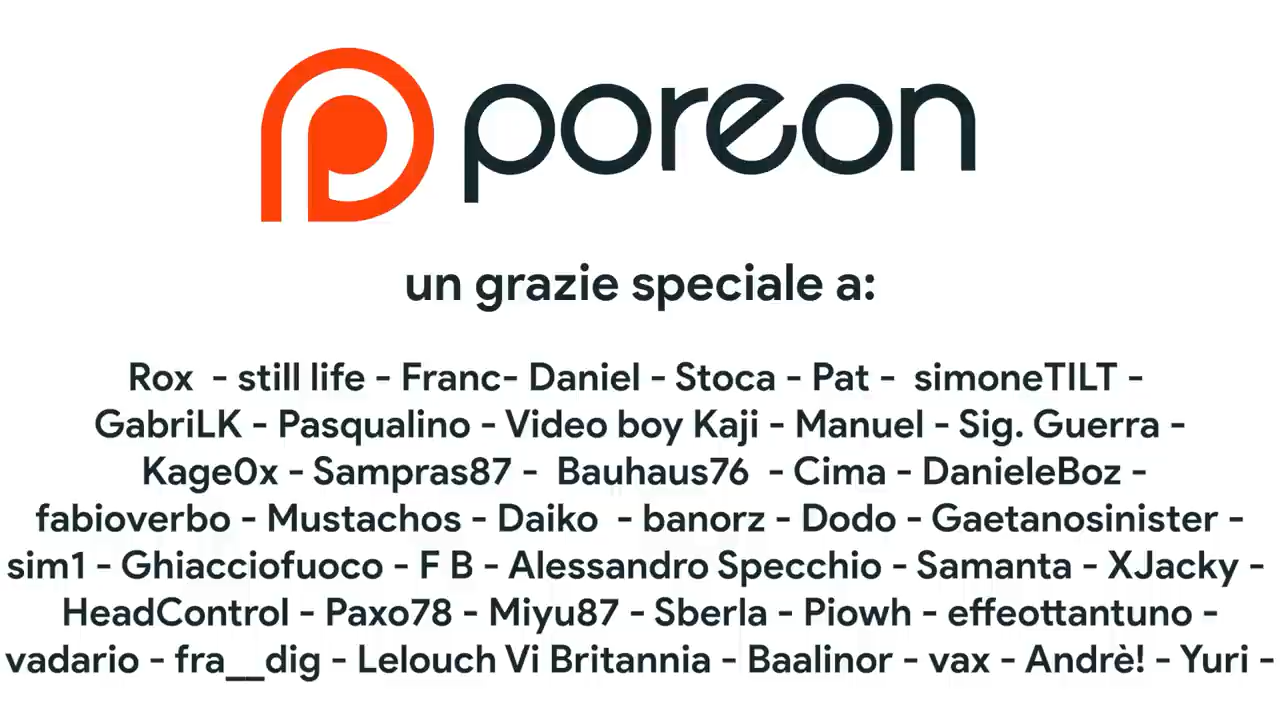 poreon
un grazie speciale a:
Rox - still life - Franc- Daniel - Stoca - Pat - simoneTILT -
GabriLK - Pasqualino - Video boy Kaji - Manuel - Sig. Guerra -
Kage0x - Sampras87 - Bauhaus76 - Cima - DanieleBoz -
fabioverbo - Mustachos - Daiko - banorz - Dodo - Gaetanosinister -
sim1 - Ghiacciofuoco - F B - Alessandro Specchio - Samanta - XJacky -
HeadControl - Paxo78 - Miyu87 - Sberla - Piowh - effeottantuno -
vadario - fra__dig - Lelouch Vi Britannia - Baalinor - vax - Andrè! - Yuri -